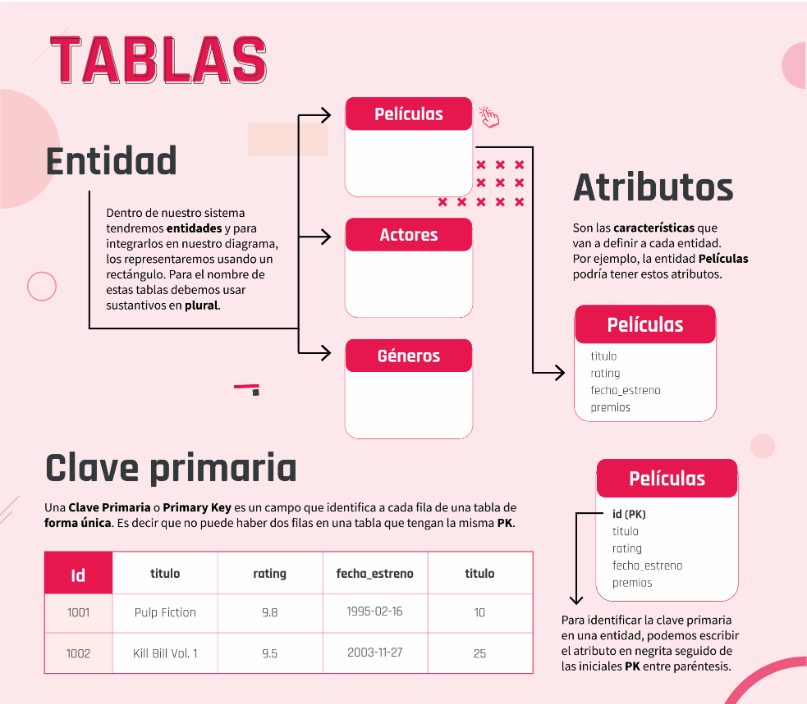 TABLAS
Entidad
Dentro de nuestro sistema
tendremos entidades y para
integrarlos en nuestro diagrama,
los representaremos usando un
rectángulo. Para el nombre de
estas tablas debemos usar
sustantivos en plural.
Películas
Actores
Géneros
Atributos
Son las características que
van a definir a cada entidad.
Por ejemplo, la entidad Películas
podría tener estos atributos.
Películas
titulo
rating
fecha_estreno
premios
Clave primaria
Una Clave Primaria o Primary Key es un campo que identifica a cada fila de una tabla de
forma única. Es decir que no puede haber dos filas en una tabla que tengan la misma PK.
Id titulo rating fecha_estreno titulo
1001 Pulp Fiction 9.8 1995-02-16 10
1002 Kill Bill Vol. 1 9.5 2003-11-27 25
Películas
id (PK)
titulo
rating
fecha_estreno
premios
Para identificar la clave primaria
en una entidad, podemos escribir
el atributo en negrita seguido de
las iniciales PK entre paréntesis.